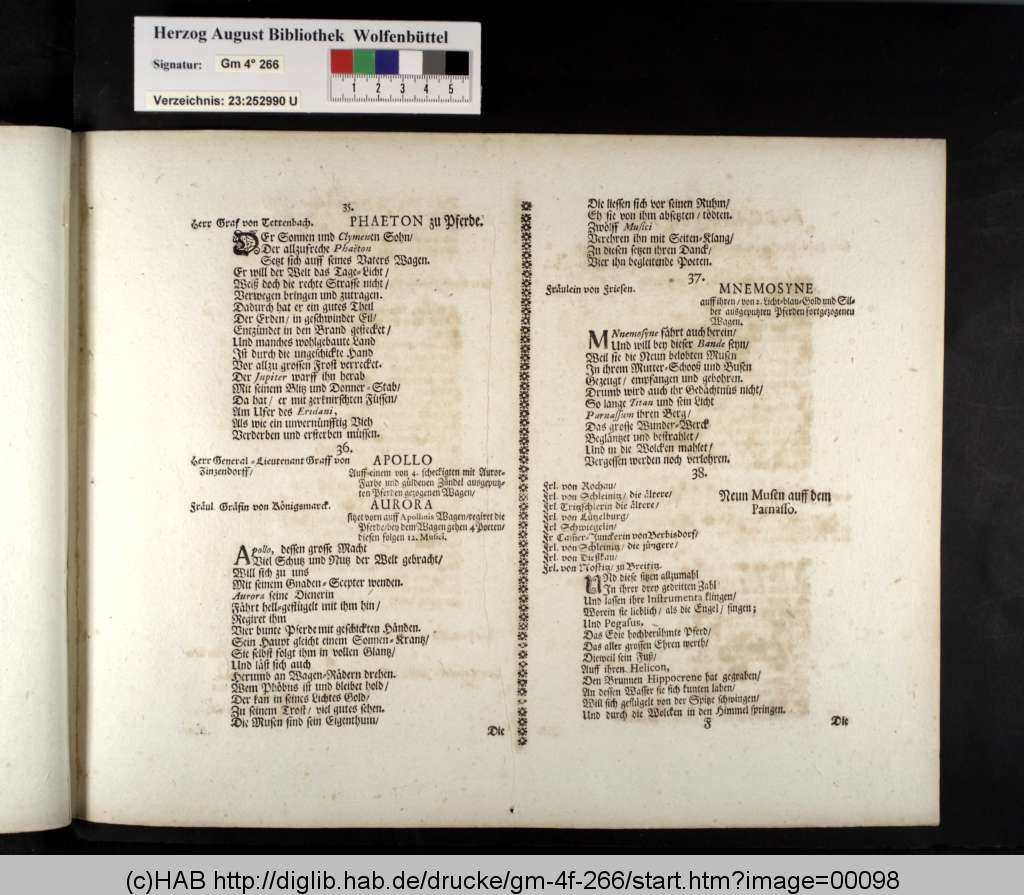 Herzog August Bibliothek Wolfenbüttel
Signatur: Gm 4° 266
Verzeichnis: 23:252990 U
1 2 3 4 5
35.
Herr Graf von Tettenbach. PHAETON zu Pferde.
DEr Sonnen und Clymenen Sohn/
Der allzufreche Phaëton
Setzt sich auff seines Vaters Wagen.
Er will der Welt das Tage-Licht/
Weiß doch die rechte Strasse nicht/
Verwegen bringen und zutragen.
Dadurch hat er ein gutes Theil
Der Erden/ in geschwinder Eil/
Entzündet in den Brand gestecket/
Und manches wohlgebaute Land
Ist durch die ungeschickte Hand
Vor allzu grossen Frost verrecket.
Der Jupiter warff ihn herab
Mit seinem Blitz und Donner-Stab/
Da hat/ er mit zerknirschten Füssen/
Am Ufer des Eridani,
Als wie ein unvernünfftig Vieh
Verderben und ersterben müssen.
36.
Herr General-Lieutenant Graff von APOLLO
Zinzendorff/ Auff einem von 4. scheckigten mit Auror-
Farbe und güldenen Zindel ausgeputz-
ten Pferden gezogenen Wagen/
Fräul. Gräfin von Königsmarck. AURORA
sitzet vorn auff Apollinis Wagen/regiret die
Pferde/bey dem Wagen gehen 4 Poeten/
diesen folgen 12. Musici.
APollo, dessen grosse Macht
Viel Schutz und Nutz der Welt gebracht/
Will sich zu uns
Mit seinem Gnaden-Scepter wenden.
Aurora seine Dienerin
Fährt hell-geflügelt mit ihm hin/
Regiret ihm
Vier bunte Pferde mit geschickten Händen.
Sein Haupt gleicht einem Sonnen-Krantz/
Sie selbst folgt ihm in vollen Glantz/
Und läst sich auch
Herumb an Wagen-Rädern drehen.
Wem Phöbus ist und bleibet hold/
Der kan in seines Lichtes Gold/
Zu seinem Trost/ viel gutes sehen.
Die Musen sind sein Eigenthum/
Die
Die liessen sich vor seinen Ruhm/
Eh sie von ihm absetzten/ tödten.
Zwölff Musici
Verehren ihn mit Seiten-Klang/
Zu diesen setzen ihren Danck/
Vier ihn begleitende Poeten.
37.
Fräulein von Friesen. MNEMOSYNE
auff ihren/ von 2. Licht-blau-Gold und Sil-
ber ausgeputzten Pferden fortgezogenen
Wagen.
MNnemosyne fährt auch herein/
Und will bey dieser Bande seyn/
Weil sie die Neun belobten Musen
In ihrem Mutter-Schooß und Busen
Gezeugt/ empfangen und gebohren.
Drumb wird auch ihr Gedächtnüs nicht/
So lange Titan und sein Licht
Parnassum ihren Berg/
Das grosse Wunder-Werck
Beglänzet und bestrahlet/
Und in die Wolcken mahlet/
Vergessen werden noch verlohren.
38.
Frl. von Rochau/
Frl. von Schleinitz/ die ältere/ Neun Musen auff dem
Frl. Tritzschlerin die ältere/ Parnasso.
Frl. von Lützelburg/
Frl. Schwiegelin/
Fr Cam̃er-Junckerin von Berbisdorf/
Frl. von Schleinitz/ die jüngere/
Frl. von Dießkau/
Frl. von Nostitz/ zu Breititz.
UNd diese sitzen allzumahl
In ihrer drey gedritten Zahl
Und lassen ihre Instrumenta klingen/
Worein sie lieblich/ als die Engel/ singen;
Und Pegasus,
Das Edle hochberühmte Pferd/
Das aller grossen Ehren werth/
Dieweil sein Fuß/
Auff ihren Helicon,
Den Brunnen Hippocrene hat gegraben/
An dessen Wasser sie sich kunten laben/
Will sich geflügelt von der Spitze schwingen/
Und durch die Wolcken in den Himmel springen.
F Die
(c)HAB http://diglib.hab.de/drucke/gm-4f-266/start.htm?image=00098